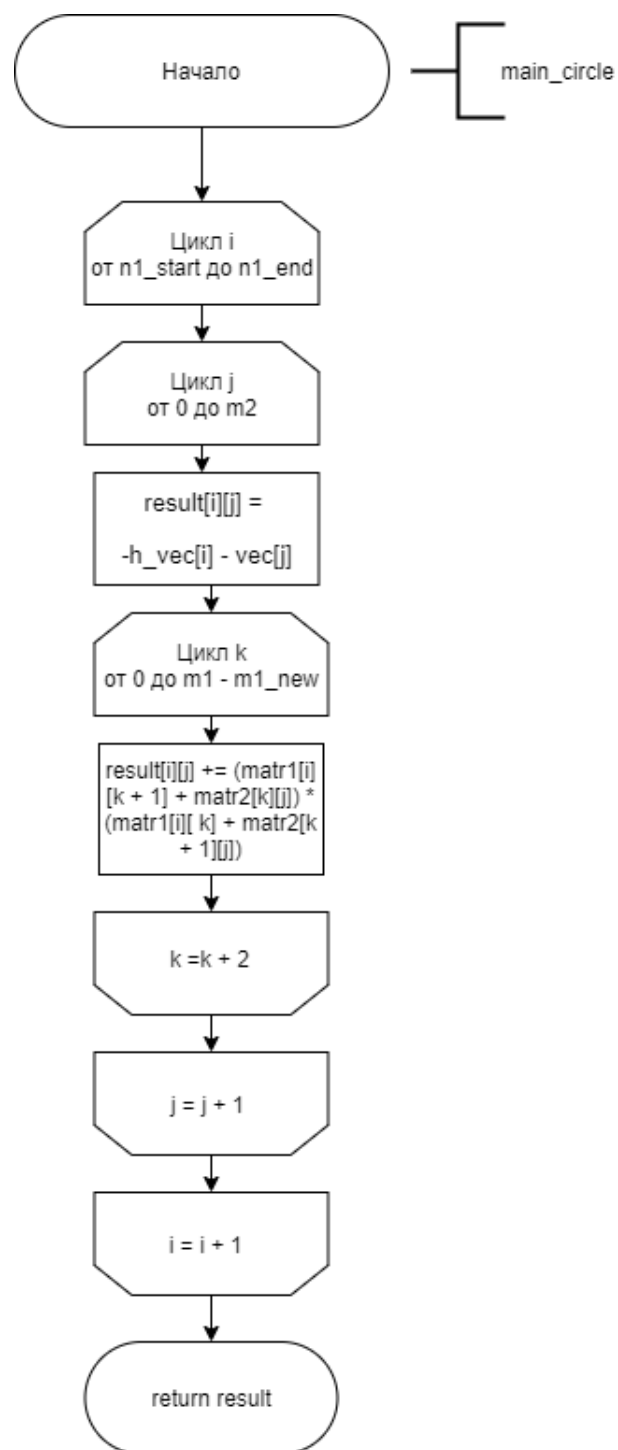 Начало
main_circle
Цикл i
от n1_start до n1_end
Цикл j
от 0 до m2
result[i][j] =
-h_vec[i] - vec[j]
Цикл k
от 0 до m1 - m1_new
result[i][j] += (matr1[i]
[k + 1] + matr2[k][j]) *
(matr1[i][ k] + matr2[k
+ 1][j])
k =k + 2
j = j + 1
i = i + 1
return result